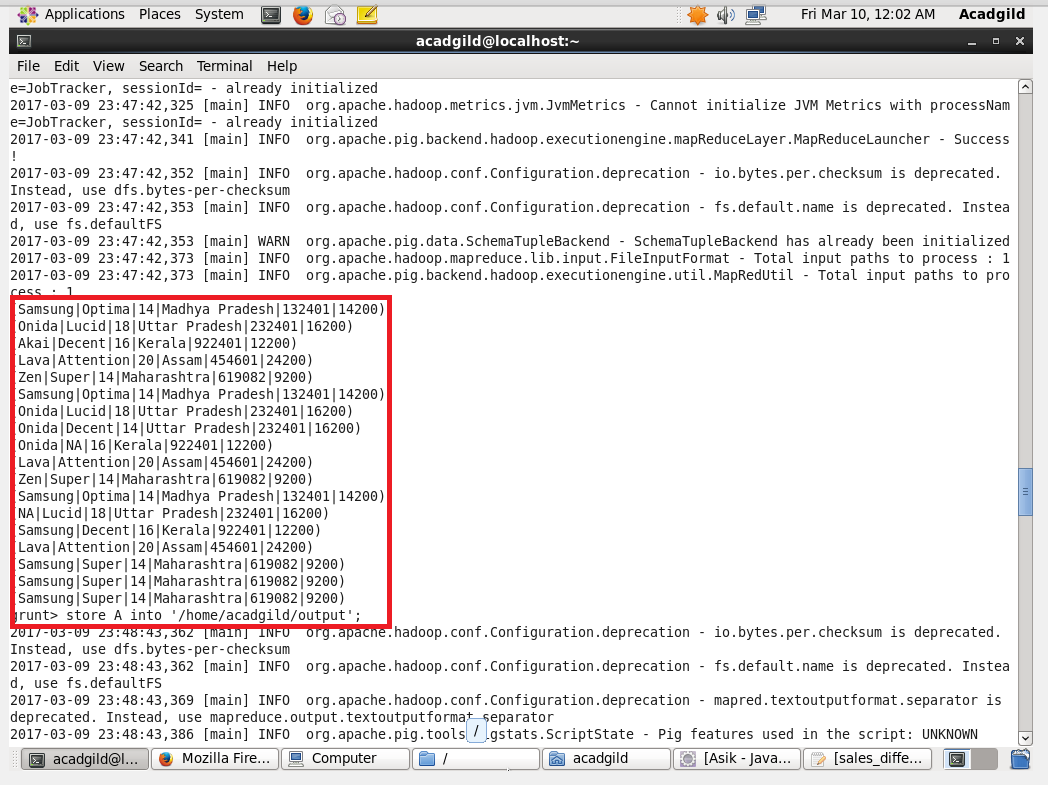 Applications Places System Fri Mar 10, 12:02 AM Acadgild
acadgild@localhost:~
File Edit View Search Terminal Help
e=JobTracker, sessionId= - already initialized
2017-03-09 23:47:42,325 [main] INFO  org.apache.hadoop.metrics.jvm.JvmMetrics - Cannot initialize JVM Metrics with processNam
e=JobTracker, sessionId= - already initialized
2017-03-09 23:47:42,341 [main] INFO  org.apache.pig.backend.hadoop.executionengine.mapReduceLayer.MapReduceLauncher - Success
!
2017-03-09 23:47:42,352 [main] INFO  org.apache.hadoop.conf.Configuration.deprecation - io.bytes.per.checksum is deprecated.
Instead, use dfs.bytes-per-checksum
2017-03-09 23:47:42,353 [main] INFO  org.apache.hadoop.conf.Configuration.deprecation - fs.default.name is deprecated. Instea
d, use fs.defaultFS
2017-03-09 23:47:42,353 [main] WARN  org.apache.pig.data.SchemaTupleBackend - SchemaTupleBackend has already been initialized
2017-03-09 23:47:42,373 [main] INFO  org.apache.hadoop.mapreduce.lib.input.FileInputFormat - Total input paths to process : 1
2017-03-09 23:47:42,373 [main] INFO  org.apache.pig.backend.hadoop.executionengine.util.MapRedUtil - Total input paths to pro
cess : 1
Samsung|Optima|14|Madhya Pradesh|132401|14200)
Onida|Lucid|18|Uttar Pradesh|232401|16200)
Akai|Decent|16|Kerala|922401|12200)
Lava|Attention|20|Assam|454601|24200)
Zen|Super|14|Maharashtra|619082|9200)
Samsung|Optima|14|Madhya Pradesh|132401|14200)
Onida|Lucid|18|Uttar Pradesh|232401|16200)
Onida|Decent|14|Uttar Pradesh|232401|16200)
Onida|NA|16|Kerala|922401|12200)
Lava|Attention|20|Assam|454601|24200)
Zen|Super|14|Maharashtra|619082|9200)
Samsung|Optima|14|Madhya Pradesh|132401|14200)
NA|Lucid|18|Uttar Pradesh|232401|16200)
Samsung|Decent|16|Kerala|922401|12200)
Lava|Attention|20|Assam|454601|24200)
Samsung|Super|14|Maharashtra|619082|9200)
Samsung|Super|14|Maharashtra|619082|9200)
Samsung|Super|14|Maharashtra|619082|9200)
grunt> store A into '/home/acadgild/output';
2017-03-09 23:48:43,362 [main] INFO  org.apache.hadoop.conf.Configuration.deprecation - io.bytes.per.checksum is deprecated.
Instead, use dfs.bytes-per-checksum
2017-03-09 23:48:43,362 [main] INFO  org.apache.hadoop.conf.Configuration.deprecation - fs.default.name is deprecated. Instea
d, use fs.defaultFS
2017-03-09 23:48:43,369 [main] INFO  org.apache.hadoop.conf.Configuration.deprecation - mapred.textoutputformat.separator is
deprecated. Instead, use mapreduce.output.textoutputformat.separator
2017-03-09 23:48:43,386 [main] INFO  org.apache.pig.tools / gstats.ScriptState - Pig features used in the script: UNKNOWN
acadgild@l... Mozilla Fire... Computer / acadgild [Asik - Java... [sales_diffe...